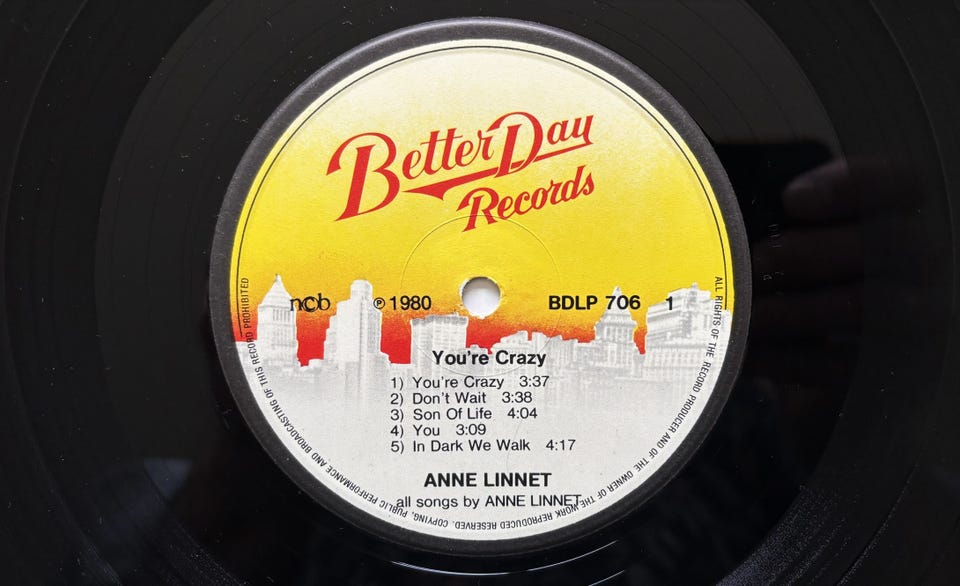 Better Day
Records
ncb ℗ 1980 BDLP 706 1
You're Crazy
1) You're Crazy 3:37
2) Don't Wait 3:38
3) Son Of Life 4:04
4) You 3:09
5) In Dark We Walk 4:17
ANNE LINNET
all songs by ANNE LINNET
ALL RIGHTS OF THE RECORD PRODUCER AND OF THE OWNER OF THE WORK REPRODUCED RESERVED. COPYING, PUBLIC PERFORMANCE AND BROADCASTING OF THIS RECORD PROHIBITED